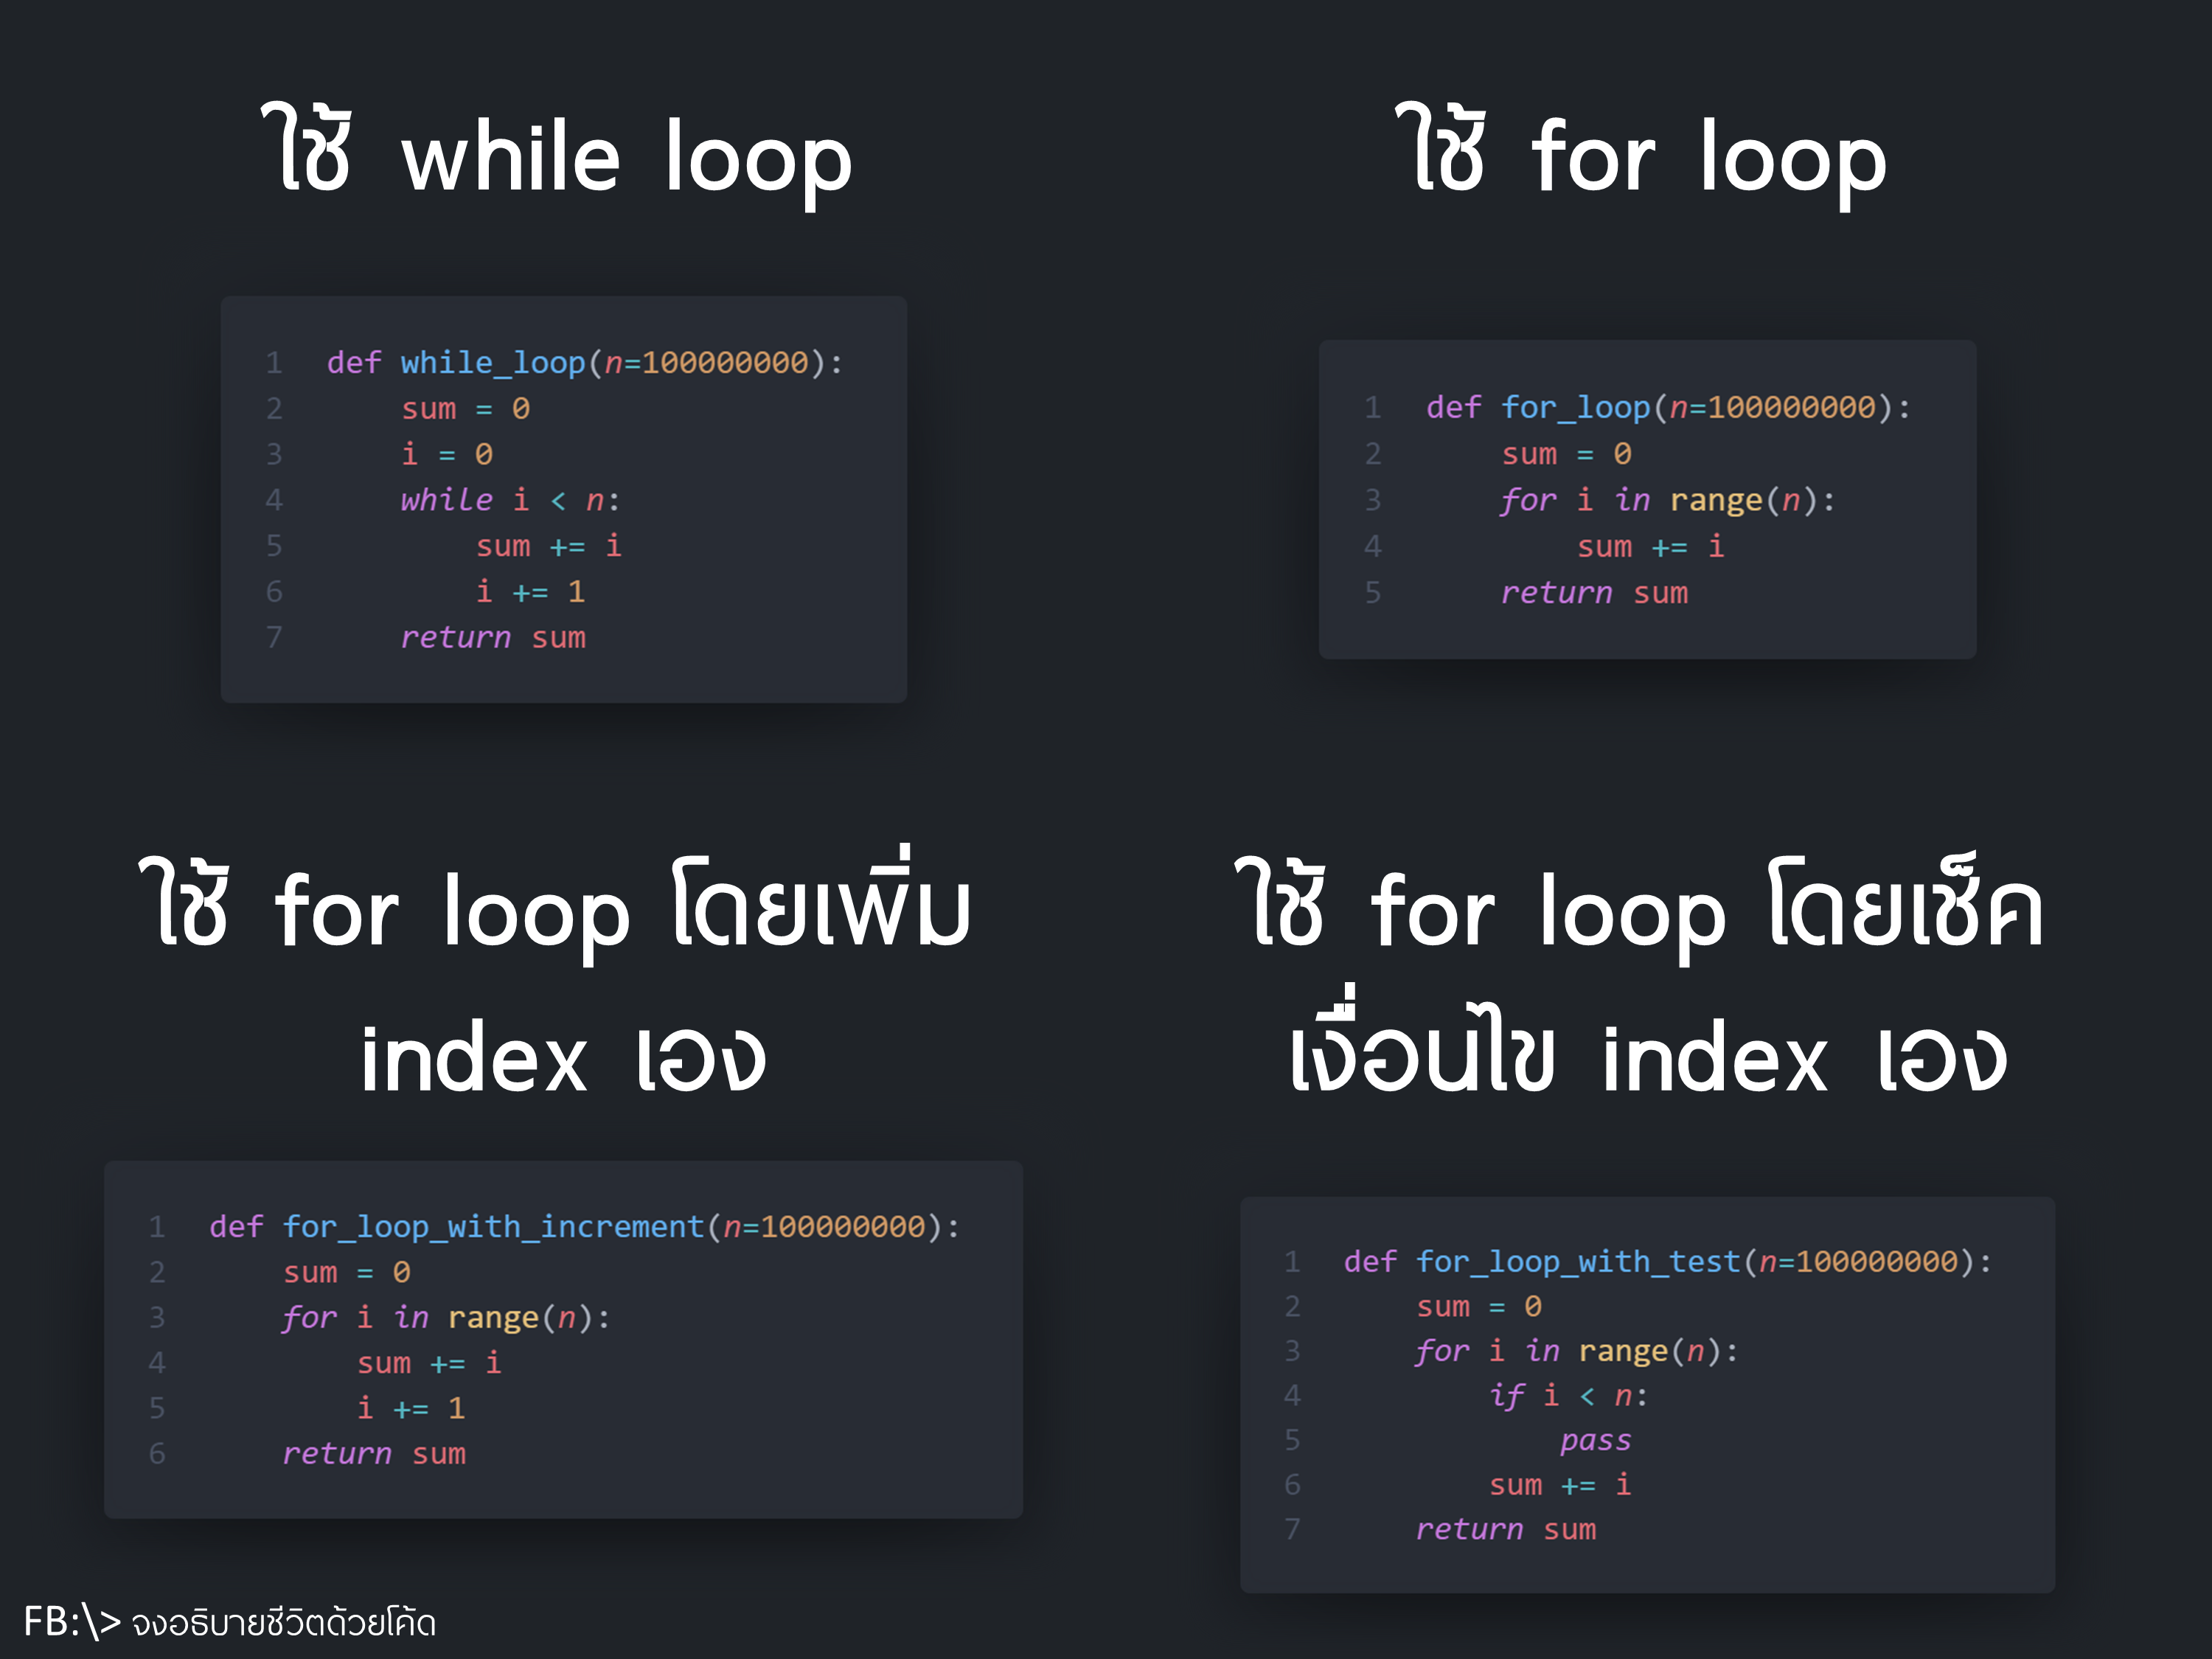 ใช้ while loop
1 def while_loop(n=100000000):
2     sum = 0
3     i = 0
4     while i < n:
5         sum += i
6         i += 1
7     return sum
ใช้ for loop
1 def for_loop(n=100000000):
2     sum = 0
3     for i in range(n):
4         sum += i
5     return sum
ใช้ for loop โดยเพิ่ม
index เอง
1 def for_loop_with_increment(n=100000000):
2     sum = 0
3     for i in range(n):
4         sum += i
5         i += 1
6     return sum
ใช้ for loop โดยเช็ค
เงื่อนไข index เอง
1 def for_loop_with_test(n=100000000):
2     sum = 0
3     for i in range(n):
4         if i < n:
5             pass
6         sum += i
7     return sum
FB:\> จงอธิบายชีวิตด้วยโค้ด